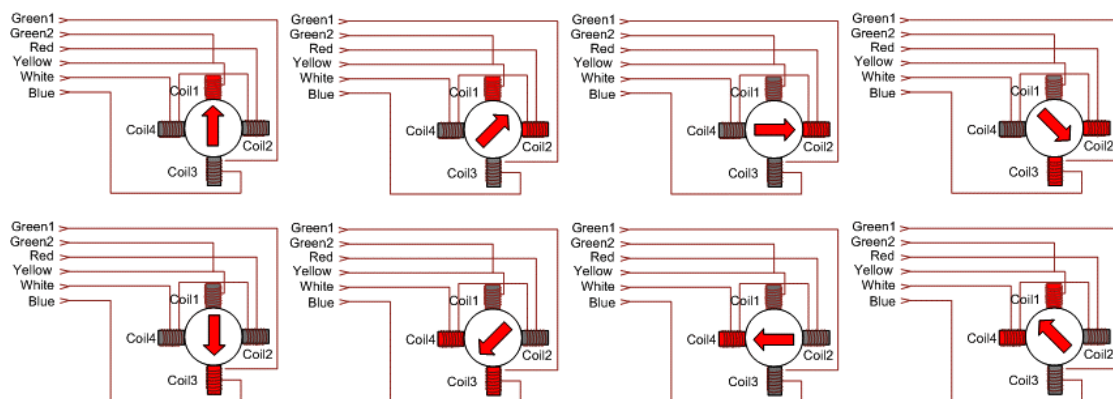 Green1
Green2
Red
Yellow
White
Blue
Coil1
Coil4
Coil2
Coil3
Green1
Green2
Red
Yellow
White
Blue
Coil1
Coil4
Coil2
Coil3
Green1
Green2
Red
Yellow
White
Blue
Coil1
Coil4
Coil2
Coil3
Green1
Green2
Red
Yellow
White
Blue
Coil1
Coil4
Coil2
Coil3
Green1
Green2
Red
Yellow
White
Blue
Coil1
Coil4
Coil2
Coil3
Green1
Green2
Red
Yellow
White
Blue
Coil1
Coil4
Coil2
Coil3
Green1
Green2
Red
Yellow
White
Blue
Coil1
Coil4
Coil2
Coil3
Green1
Green2
Red
Yellow
White
Blue
Coil1
Coil4
Coil2
Coil3